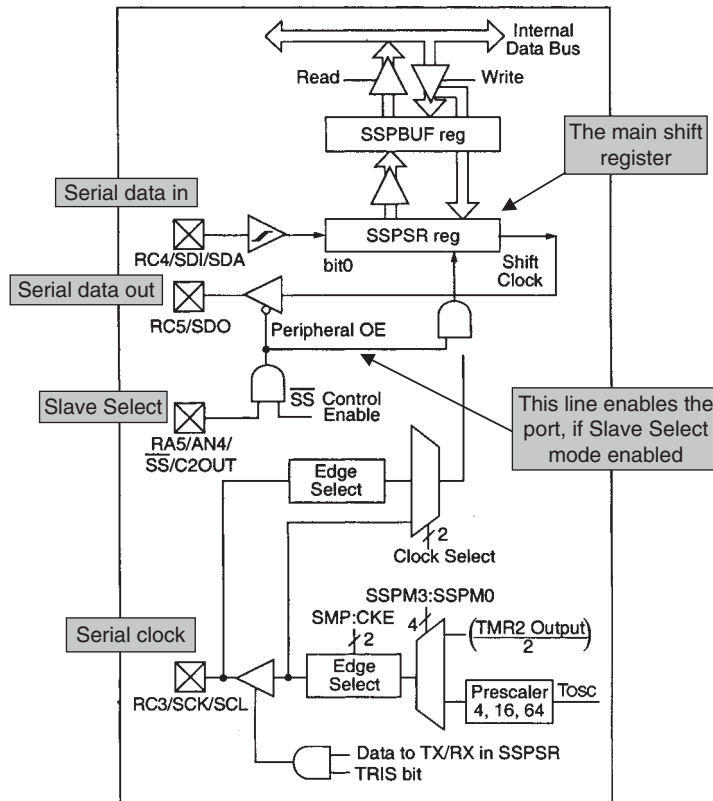 Internal
Data Bus
Read
Write
SSPBUF reg
The main shift
register
Serial data in
SSPSR reg
RC4/SDI/SDA
bit0
Shift
Clock
Serial data out
RC5/SDO
Peripheral OE
Slave Select
SS Control
Enable
This line enables the
port, if Slave Select
mode enabled
RA5/AN4/
SS/C2OUT
Edge
Select
2
Clock Select
SSPM3:SSPM0
SMP:CKE
4
TMR2 Output
2
Serial clock
2
Edge
Select
Prescaler
4, 16, 64
TOSC
RC3/SCK/SCL
Data to TX/RX in SSPSR
TRIS bit